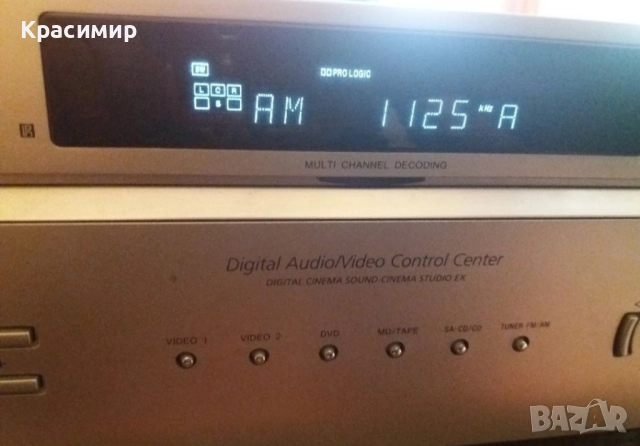 Красимир
SW
PRO LOGIC
L C R
S
AM 1125 kHz A
MULTI CHANNEL DECODING
Digital Audio/Video Control Center
DIGITAL CINEMA SOUND CINEMA STUDIO EX
VIDEO 1 VIDEO 2 DVD MD/TAPE SA-CD/CD TUNER FM/AM
BAZAR